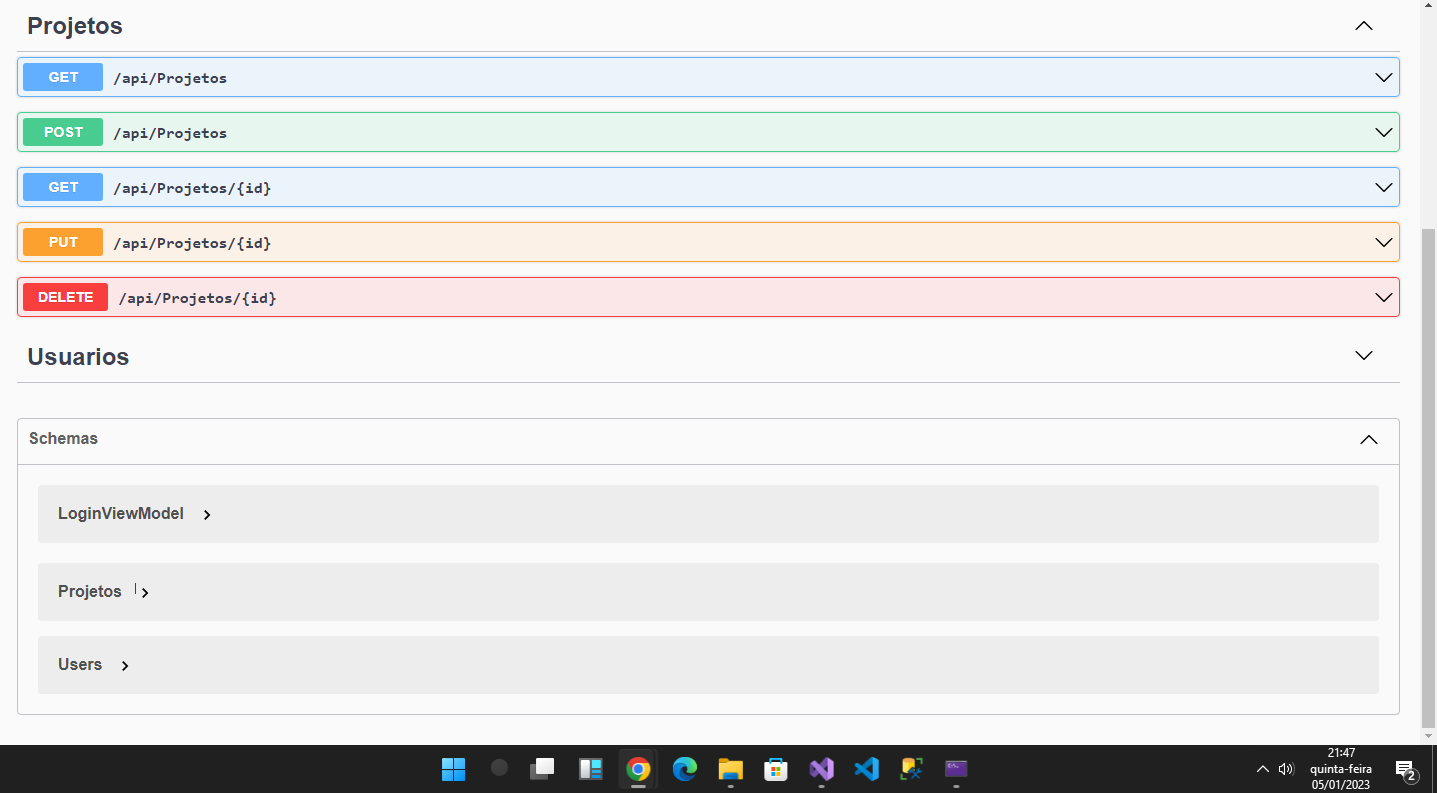 Projetos
GET /api/Projetos
POST /api/Projetos
GET /api/Projetos/{id}
PUT /api/Projetos/{id}
DELETE /api/Projetos/{id}
Usuarios
Schemas
LoginViewModel
Projetos
Users
21:47
quinta-feira
05/01/2023
2